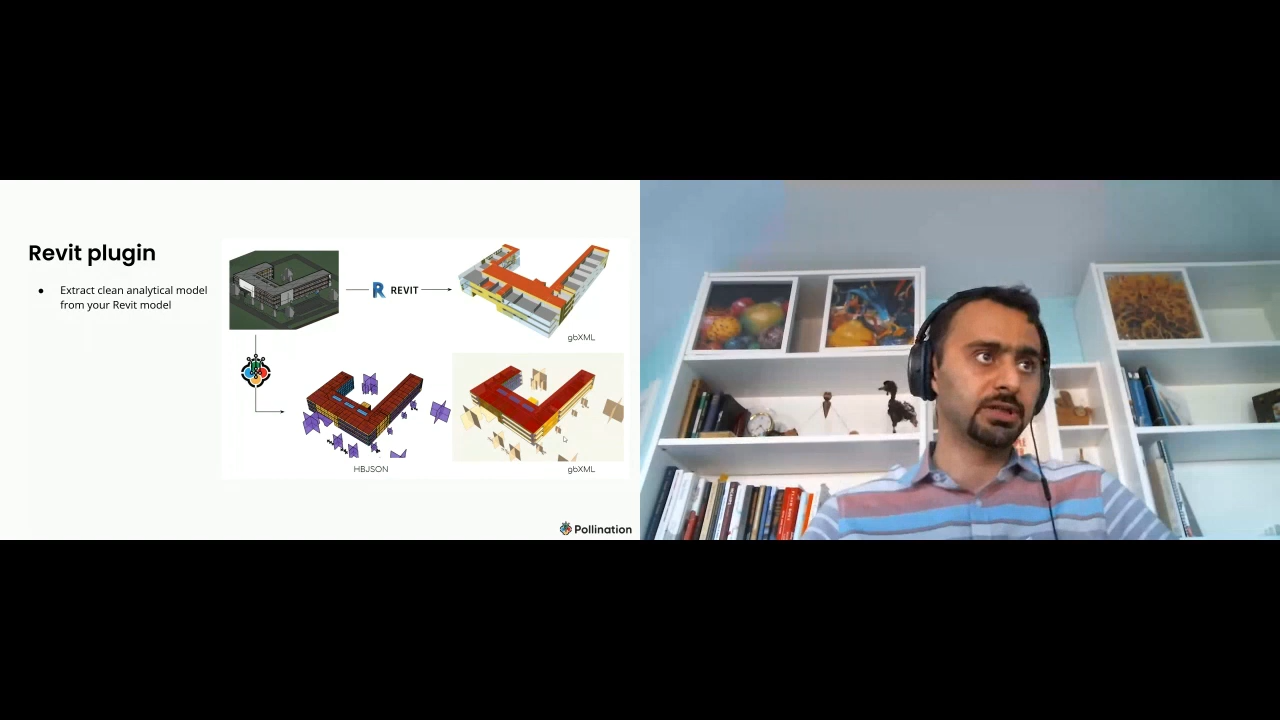 Revit plugin
● Extract clean analytical model
from your Revit model
R REVIT
gbXML
HBJSON
gbXML
Pollination